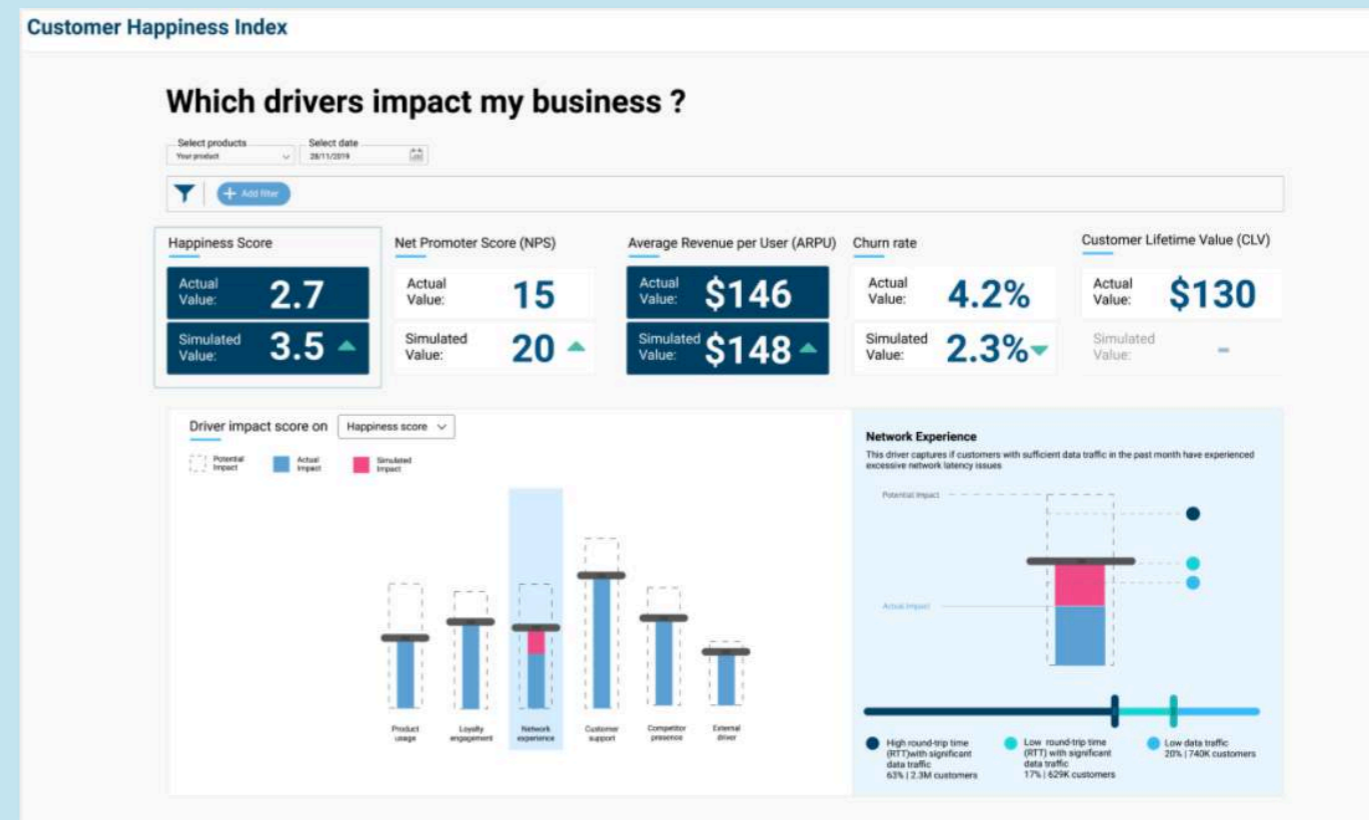 Customer Happiness Index
Which drivers impact my business ?
Select products
Your product
Select date
28/11/2019
+ Add filter
Happiness Score
Actual
Value:
2.7
Simulated
Value:
3.5
Net Promoter Score (NPS)
Actual
Value:
15
Simulated
Value:
20
Average Revenue per User (ARPU)
Actual
Value:
$146
Simulated
Value:
$148
Churn rate
Actual
Value:
4.2%
Simulated
Value:
2.3%
Customer Lifetime Value (CLV)
Actual
Value:
$130
Simulated
Value:
-
Driver impact score on
Happiness score
Potential
Impact
Actual
Impact
Simulated
Impact
Product
usage
Loyalty
engagement
Network
experience
Customer
support
Competitor
presence
External
driver
Network Experience
This driver captures if customers with sufficient data traffic in the past month have experienced
excessive network latency issues
Potential Impact
Actual Impact
High round-trip time
(RTT)with significant
data traffic
63% | 2.3M customers
Low round-trip time
(RTT) with significant
data traffic
17% | 629K customers
Low data traffic
20% | 740K customers